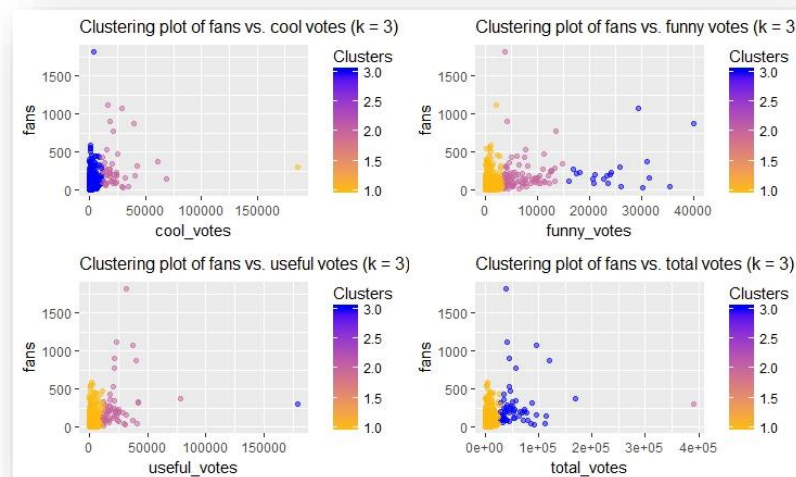 Clustering plot of fans vs. cool votes (k = 3)
Clusters
3.0
2.5
2.0
1.5
1.0
1500
1000
500
0
fans
0
50000
100000
150000
cool_votes
Clustering plot of fans vs. funny votes (k = 3
Clusters
3.0
2.5
2.0
1.5
1.0
1500
1000
500
0
fans
0
10000
20000
30000
40000
funny_votes
Clustering plot of fans vs. useful votes (k = 3)
Clusters
3.0
2.5
2.0
1.5
1.0
1500
1000
500
0
fans
0
50000
100000
150000
useful_votes
Clustering plot of fans vs. total votes (k = 3)
Clusters
3.0
2.5
2.0
1.5
1.0
1500
1000
500
0
fans
0e+00
1e+05
2e+05
3e+05
4e+05
total_votes